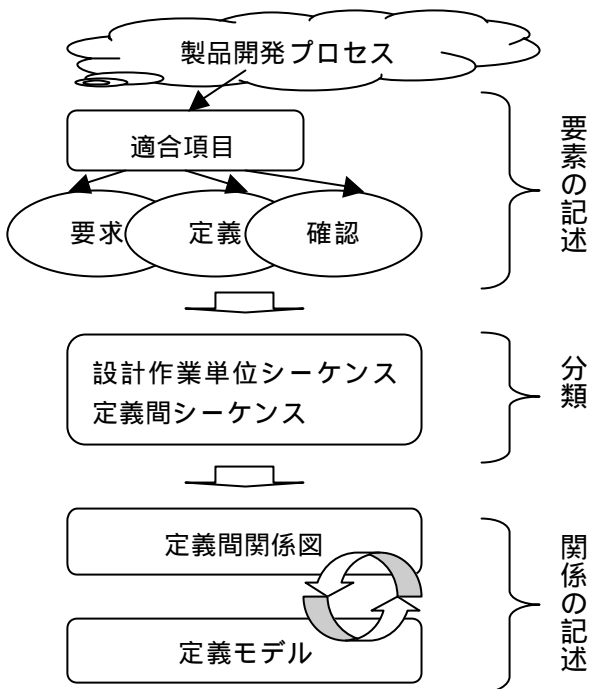 製品開発プロセス
適合項目
要求
定義
確認
要素の記述
設計作業単位シーケンス
定義間シーケンス
分類
定義間関係図
定義モデル
関係の記述